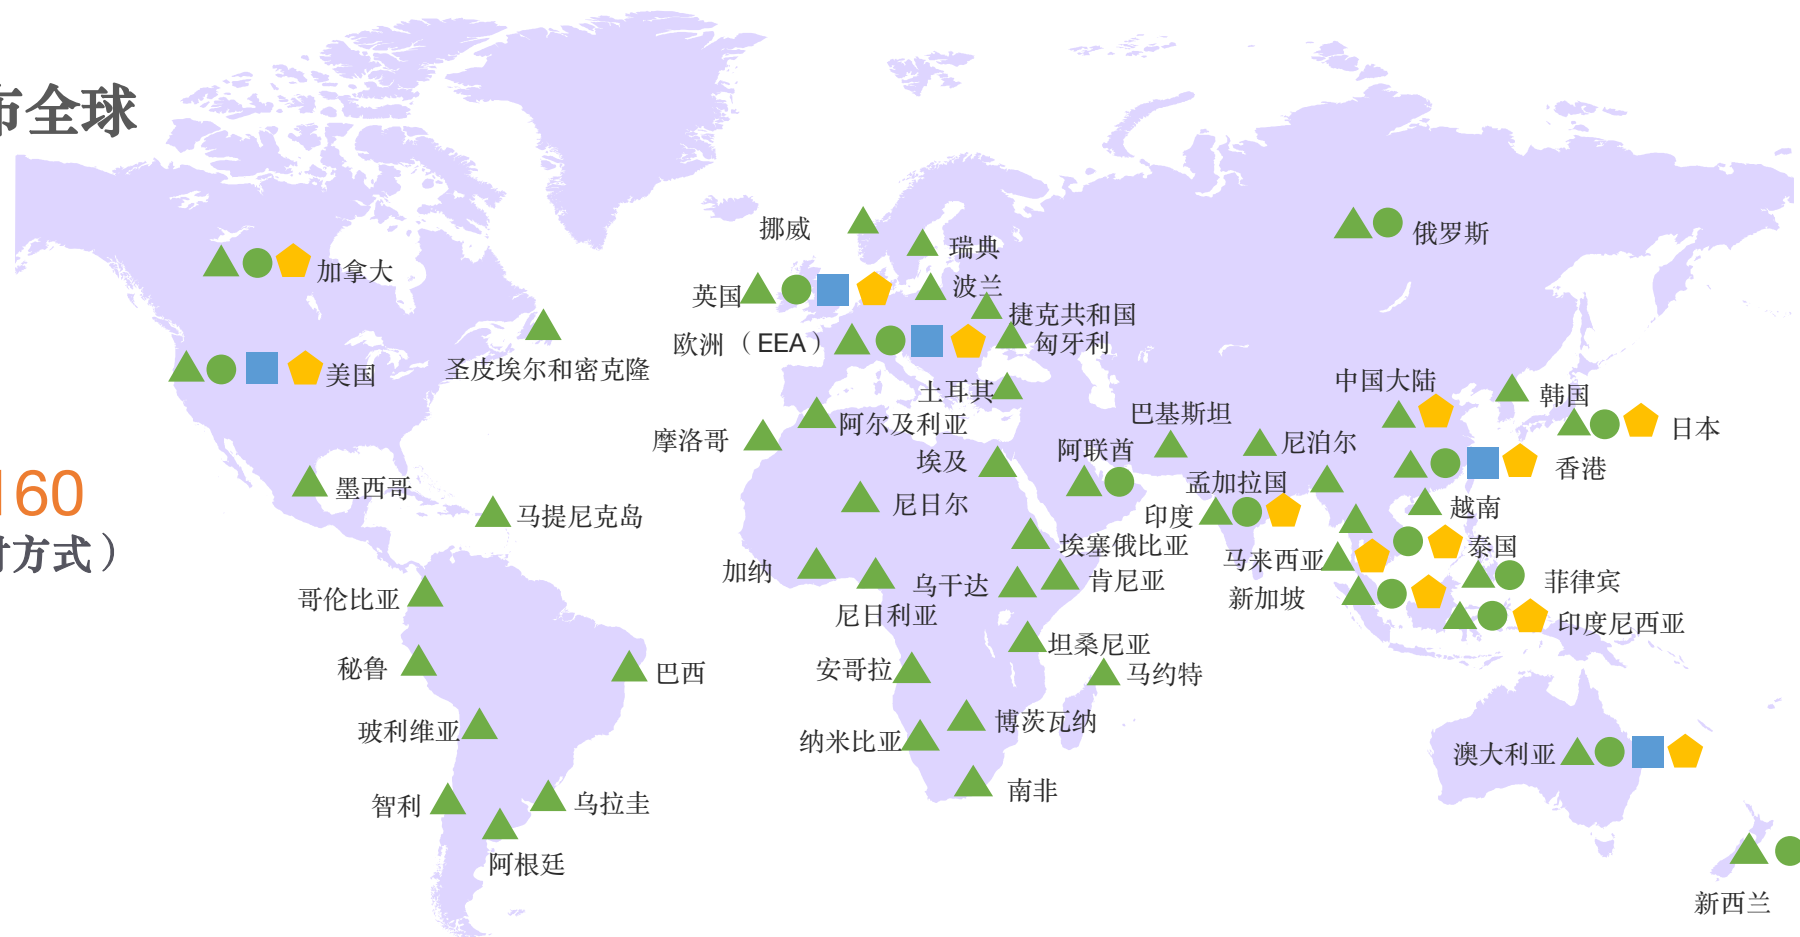 布全球
160
付方式）
挪威
瑞典
俄罗斯
加拿大
英国
波兰
捷克共和国
欧洲（EEA）
匈牙利
圣皮埃尔和密克隆
美国
土耳其
中国大陆
韩国
阿尔及利亚
巴基斯坦
日本
摩洛哥
尼泊尔
阿联酋
埃及
香港
墨西哥
孟加拉国
尼日尔
越南
马提尼克岛
印度
埃塞俄比亚
泰国
马来西亚
加纳
乌干达
肯尼亚
菲律宾
哥伦比亚
新加坡
尼日利亚
印度尼西亚
坦桑尼亚
秘鲁
巴西
安哥拉
马约特
博茨瓦纳
玻利维亚
纳米比亚
澳大利亚
南非
智利
乌拉圭
阿根廷
新西兰